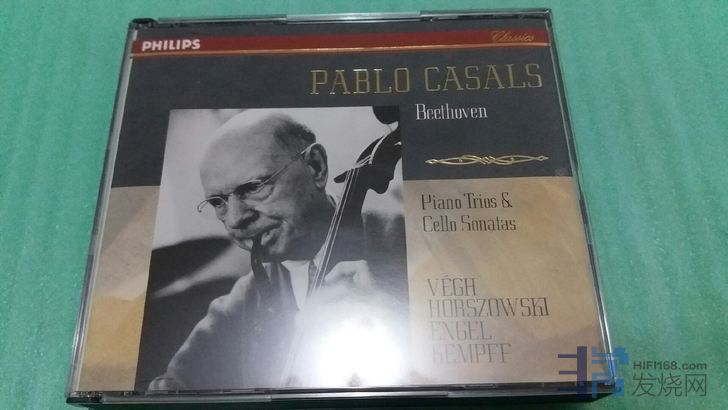 PHILIPS
Classics
PABLO CASALS
Beethoven
Piano Trios &
Cello Sonatas
VÉGH
HORSZOWSKI
ENGEL
KEMPFF
HIFI168.com
发烧网